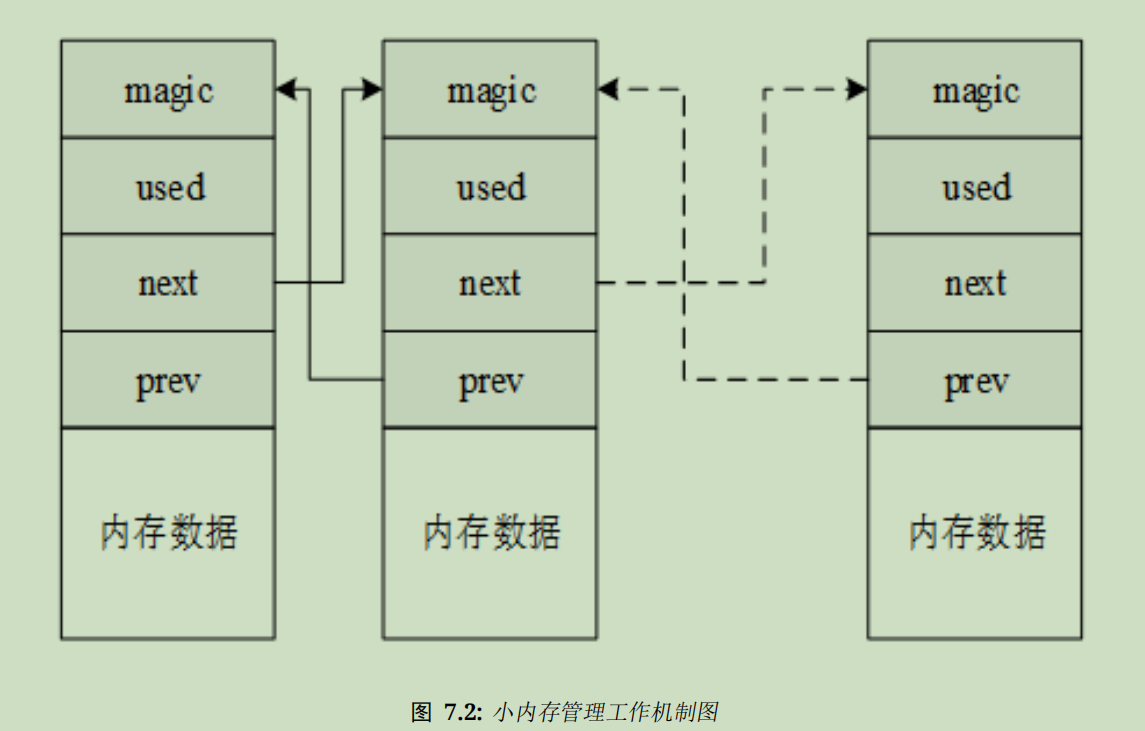 magic magic magic
used used used
next next next
prev prev prev
内存数据 内存数据 内存数据
图 7.2: 小内存管理工作机制图